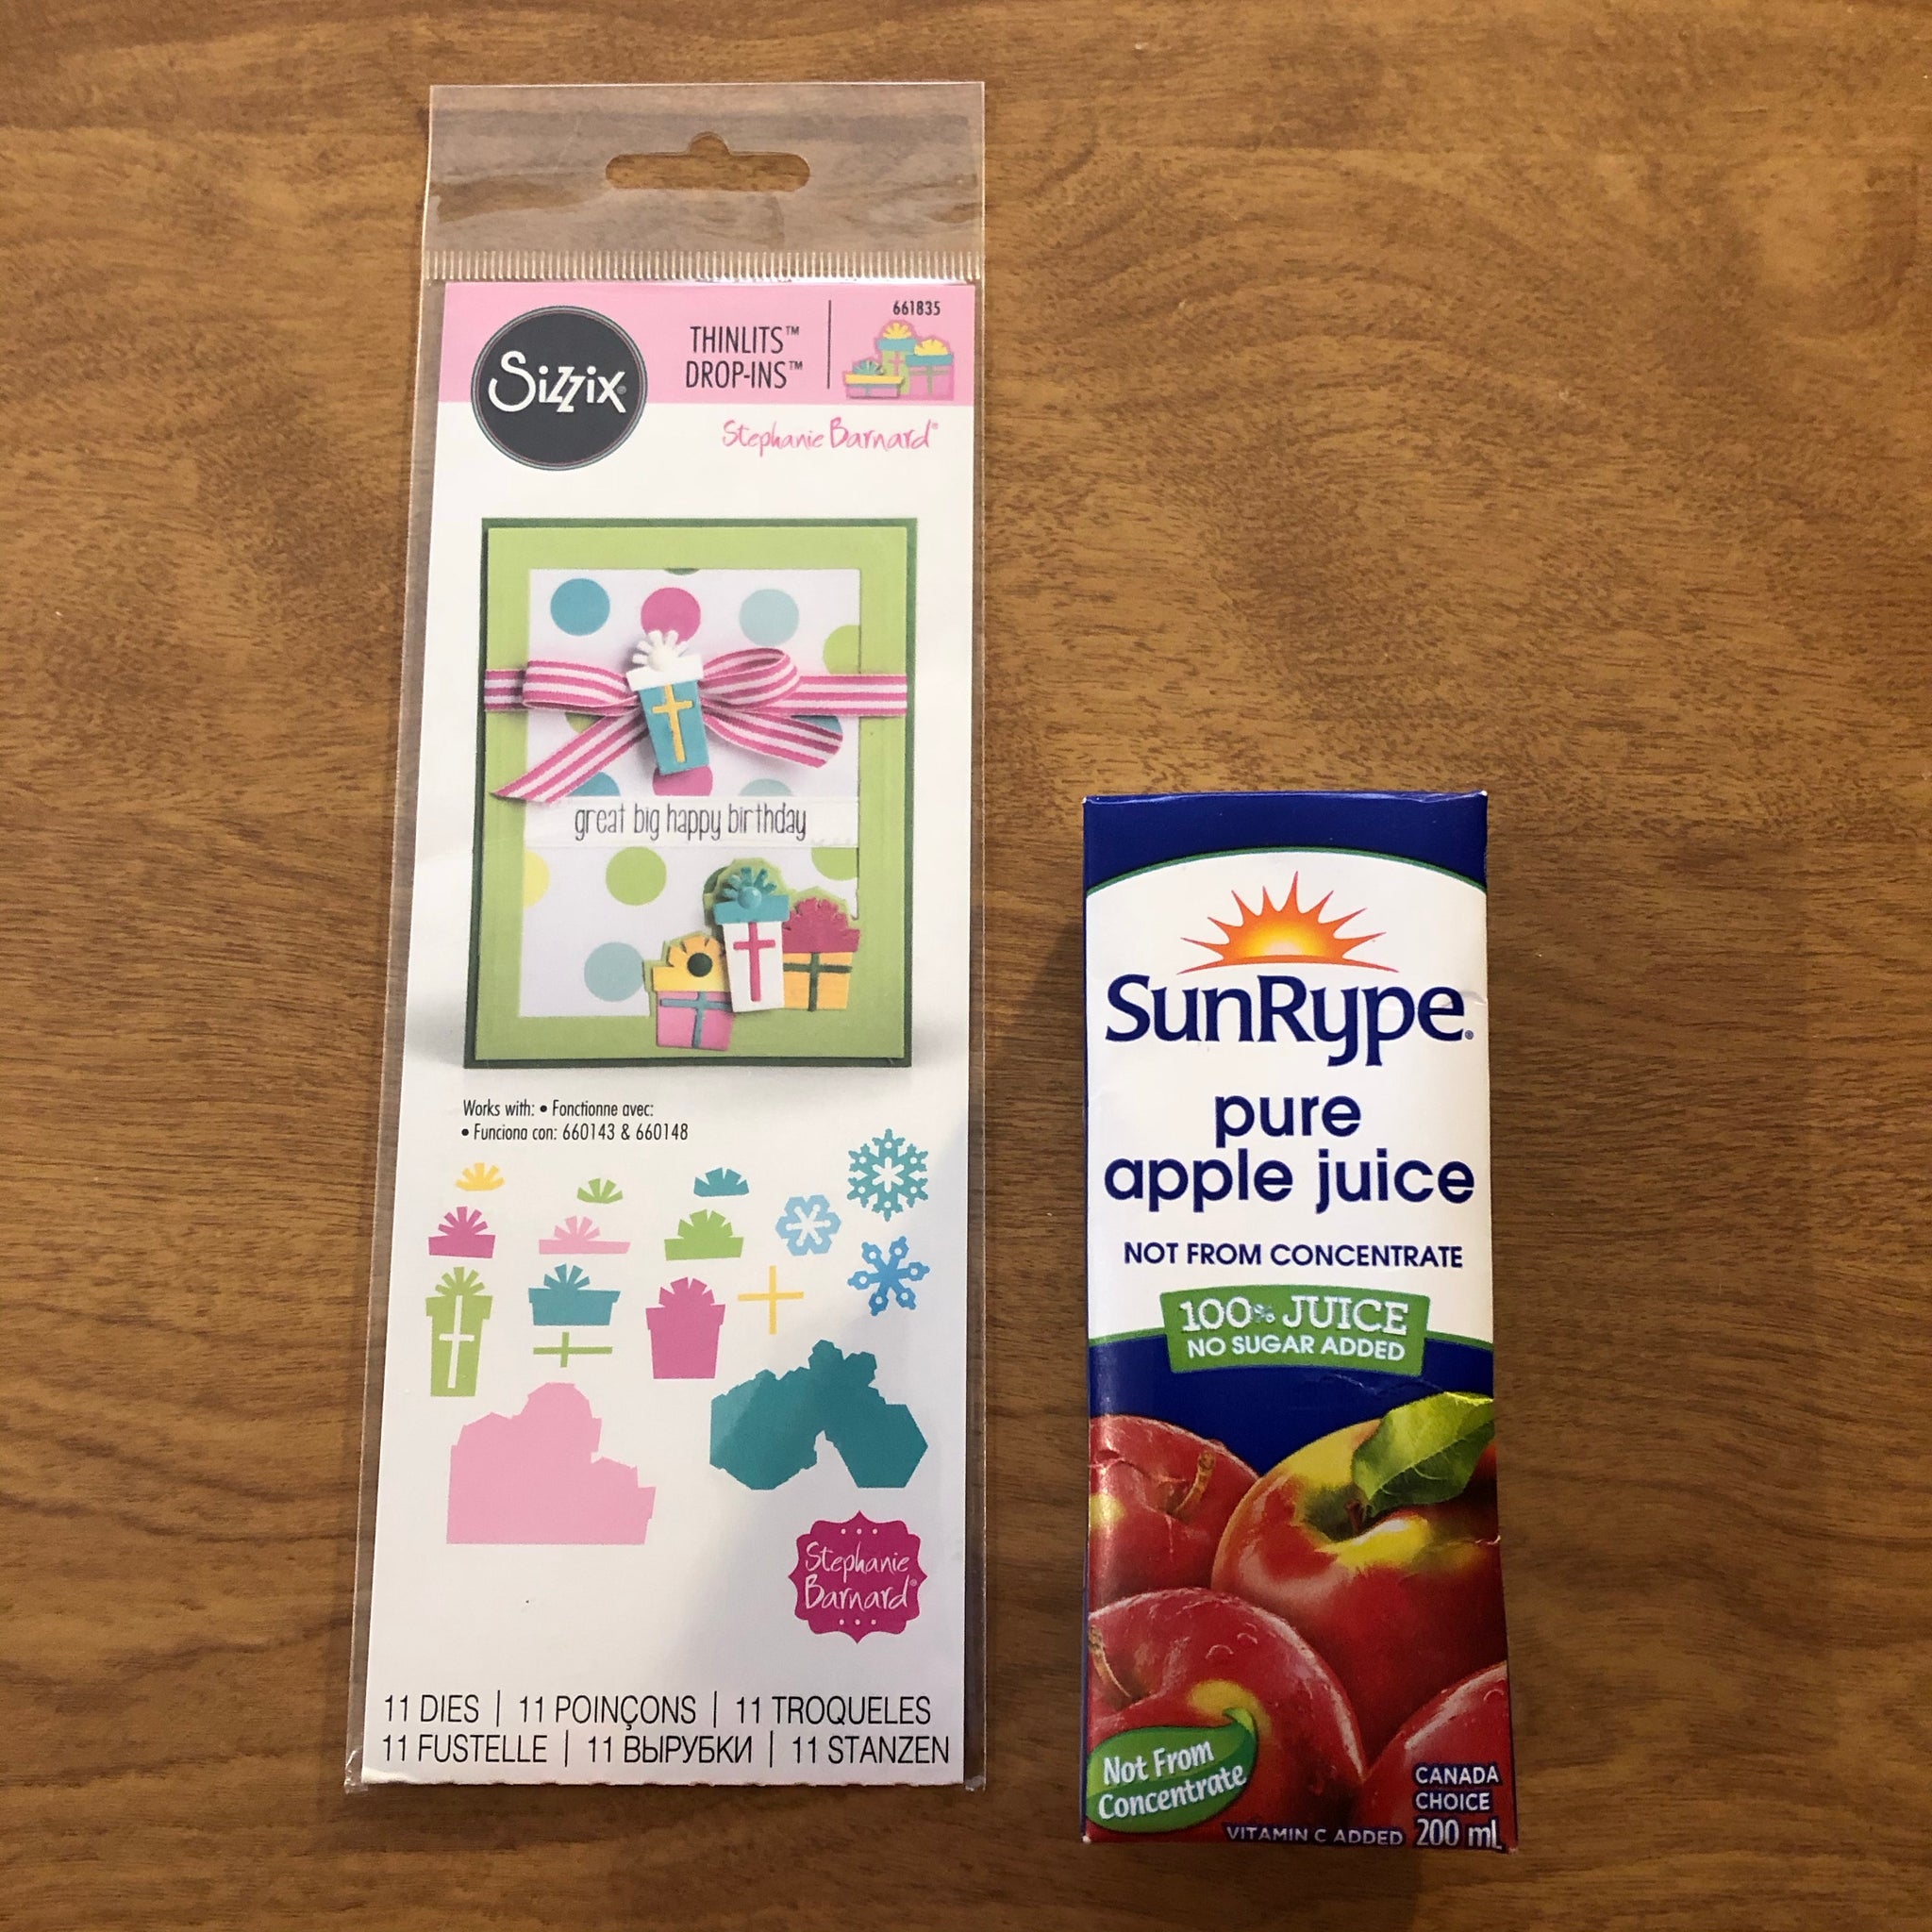 661835
Sizzix®
THINLITS™
DROP-INS™
Stephanie Barnard®
great big happy birthday
Works with: • Fonctionne avec:
• Funciona con: 660143 & 660148
Stephanie
Barnard®
11 DIES | 11 POINÇONS | 11 TROQUELES
11 FUSTELLE | 11 ВЫРУБКИ | 11 STANZEN
SunRype®
pure
apple juice
NOT FROM CONCENTRATE
100% JUICE
NO SUGAR ADDED
Not From
Concentrate
CANADA
CHOICE
VITAMIN C ADDED 200 mL